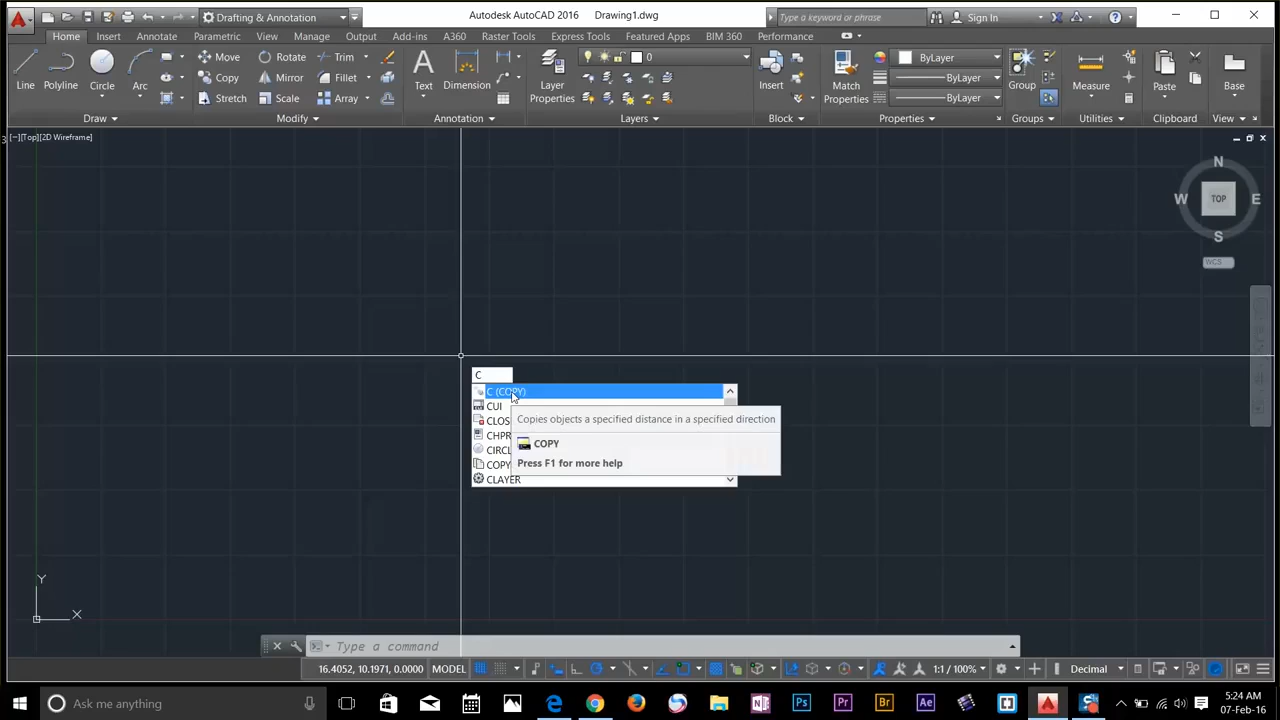 Drafting & Annotation
Autodesk AutoCAD 2016 Drawing1.dwg
Type a keyword or phrase
Sign In
Home Insert Annotate Parametric View Manage Output Add-ins A360 Raster Tools Express Tools Featured Apps BIM 360 Performance
Line
Polyline
Circle
Arc
Move
Copy
Stretch
Rotate
Mirror
Scale
Trim
Fillet
Array
Text
Dimension
Layer
Properties
0
Insert
Match
Properties
ByLayer
ByLayer
ByLayer
Group
Measure
Paste
Base
Draw
Modify
Annotation
Layers
Block
Properties
Groups
Utilities
Clipboard
View
3
[−][Top][2D Wireframe]
N
W
TOP
E
S
WCS
C
C (COPY)
CUI
CLOS
CHPR
CIRCL
COPY
CLAYER
Copies objects a specified distance in a specified direction
COPY
Press F1 for more help
Y
X
Type a command
16.4052, 10.1971, 0.0000 MODEL
1:1 / 100%
Decimal
Ask me anything
Ps
Pr
Br
Ae
5:24 AM
07-Feb-16